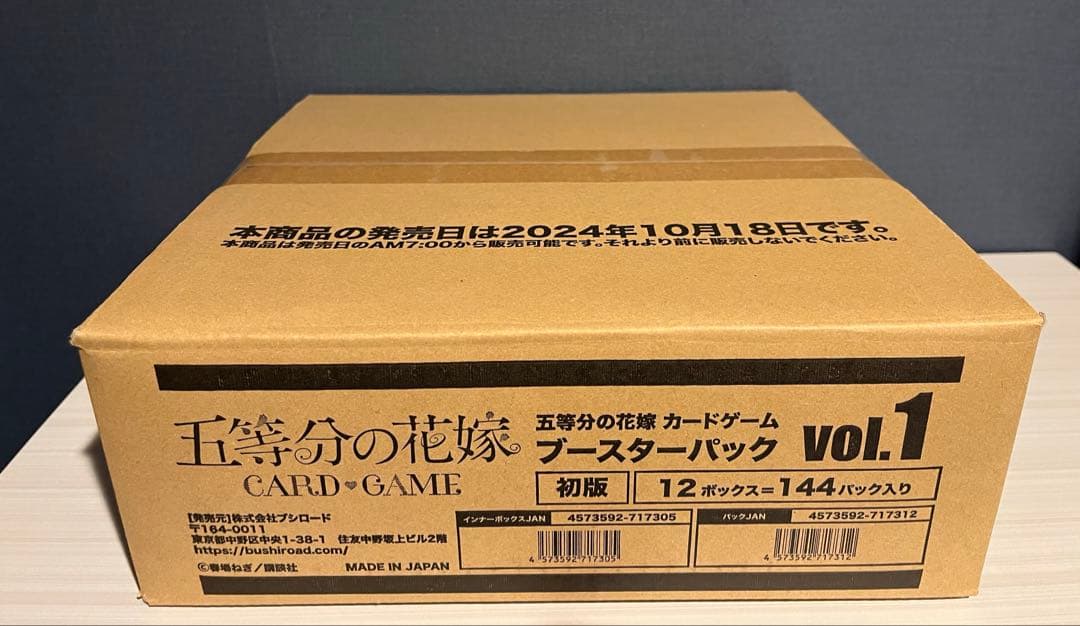 本商品の発売日は2024年10月18日です。
本商品は発売日のAM7:00から販売可能です。それより前に販売しないでください。
五等分の花嫁
CARD♥GAME
五等分の花嫁 カードゲーム
ブースターパック
vol.1
初版
12ボックス=144パック入り
[発売元]株式会社ブシロード
〒164-0011
東京都中野区中央1-38-1 住友中野坂上ビル2階
https://bushiroad.com/
©春場ねぎ/講談社
MADE IN JAPAN
インナーボックスJAN 4573592-717305
4 573592 717305
パックJAN 4573592-717312
4 573592 717312